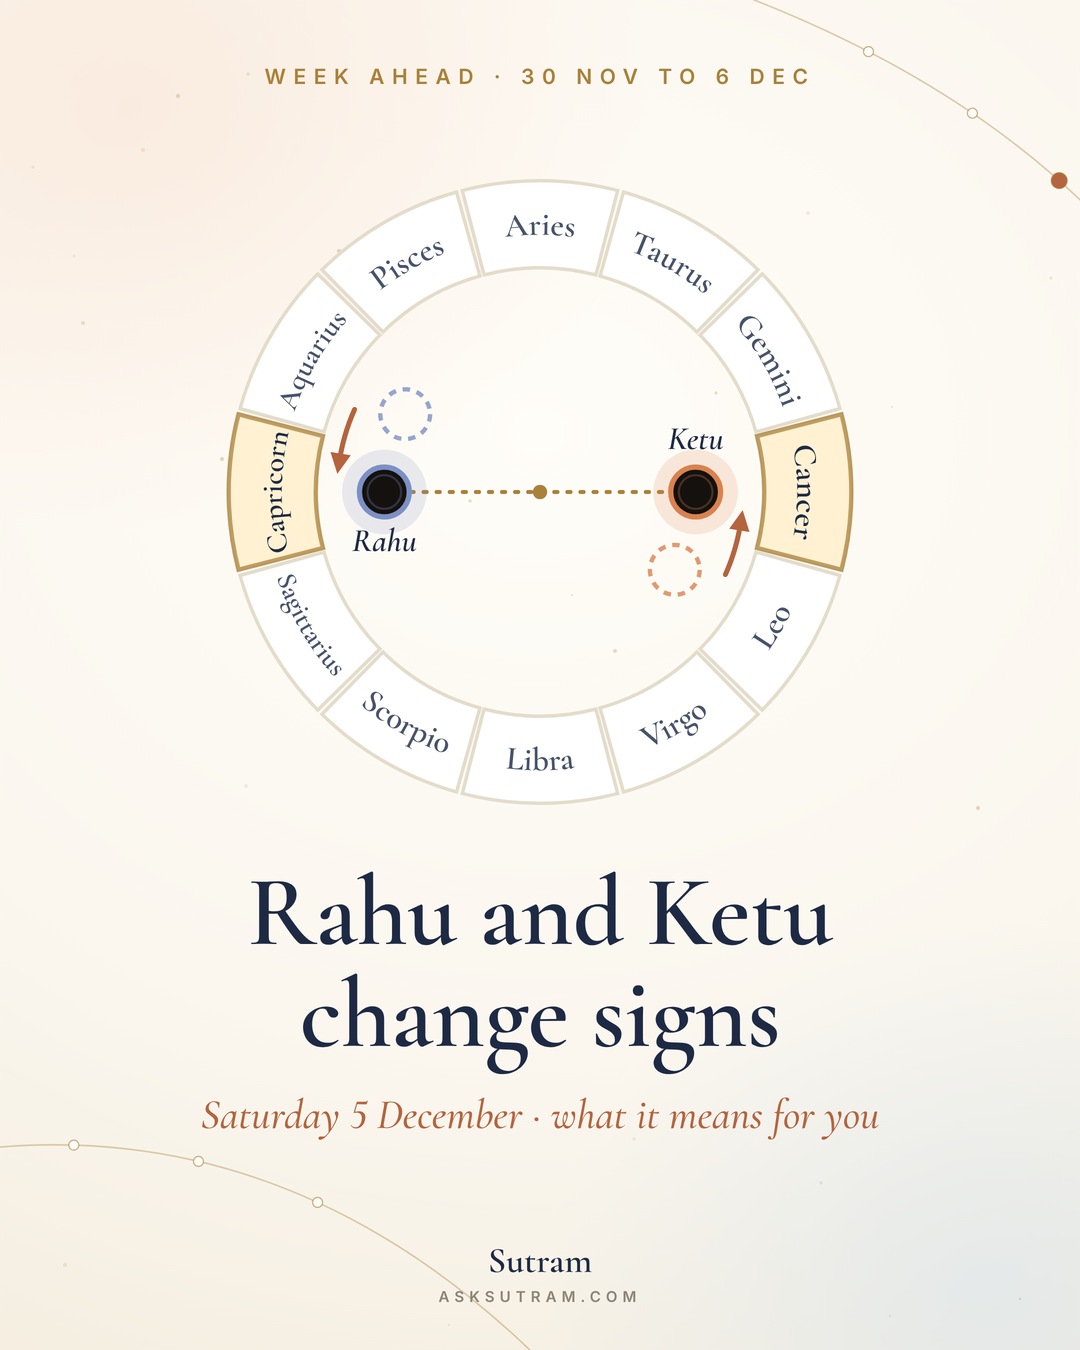 WEEK AHEAD · 30 NOV TO 6 DEC
Aries
Taurus
Gemini
Cancer
Leo
Virgo
Libra
Scorpio
Sagittarius
Capricorn
Aquarius
Pisces
Ketu
Rahu
Rahu and Ketu
change signs
Saturday 5 December · what it means for you
Sutram
ASKSUTRAM.COM